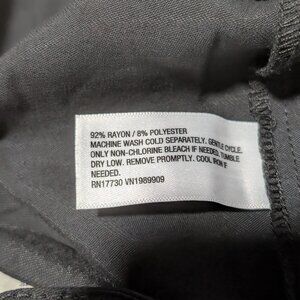 92% RAYON / 8% POLYESTER
MACHINE WASH COLD SEPARATELY. GENTLE CYCLE.
ONLY NON-CHLORINE BLEACH IF NEEDED. TUMBLE
DRY LOW. REMOVE PROMPTLY. COOL IRON IF
NEEDED.
RN17730 VN1989909